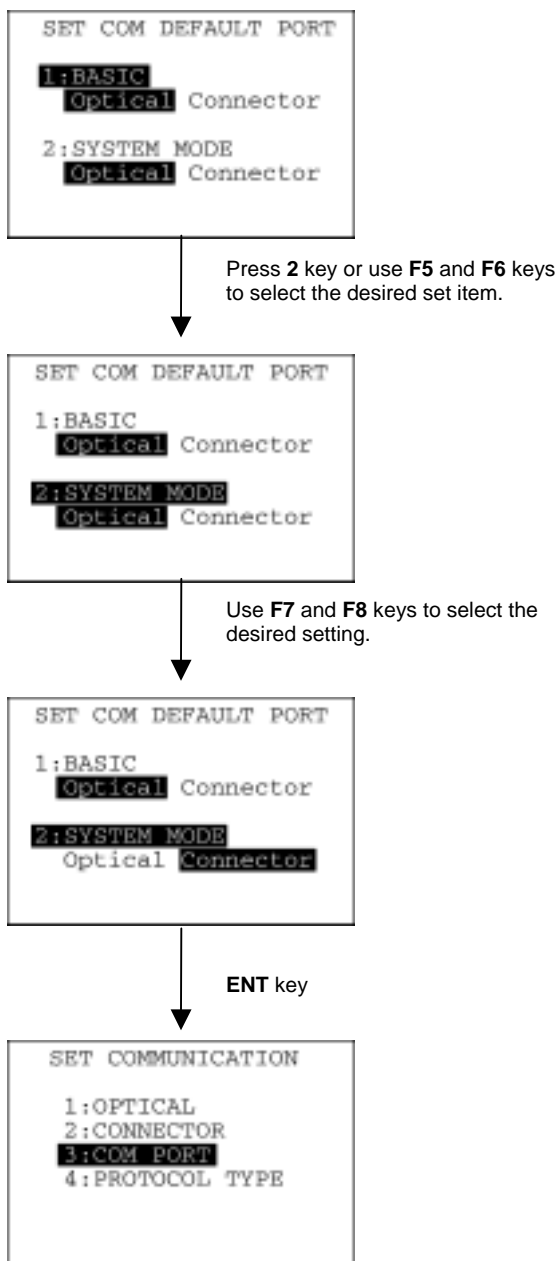 SET COM DEFAULT PORT
1:BASIC
Optical Connector
2:SYSTEM MODE
Optical Connector
Press 2 key or use F5 and F6 keys
to select the desired set item.
SET COM DEFAULT PORT
1:BASIC
Optical Connector
2:SYSTEM MODE
Optical Connector
Use F7 and F8 keys to select the
desired setting.
SET COM DEFAULT PORT
1:BASIC
Optical Connector
2:SYSTEM MODE
Optical Connector
ENT key
SET COMMUNICATION
1:OPTICAL
2:CONNECTOR
3:COM PORT
4:PROTOCOL TYPE